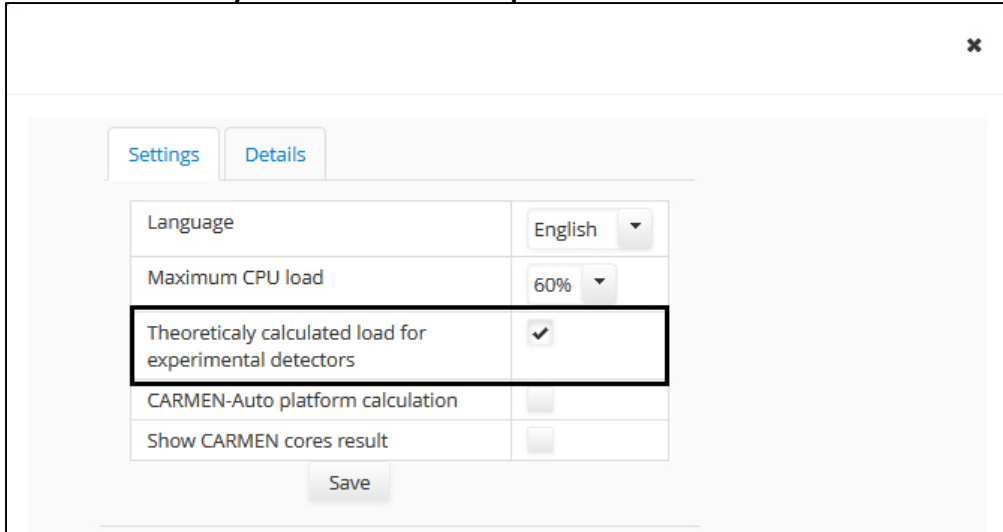 Settings
Details
Language
English
Maximum CPU load
60%
Theoreticaly calculated load for
experimental detectors
CARMEN-Auto platform calculation
Show CARMEN cores result
Save